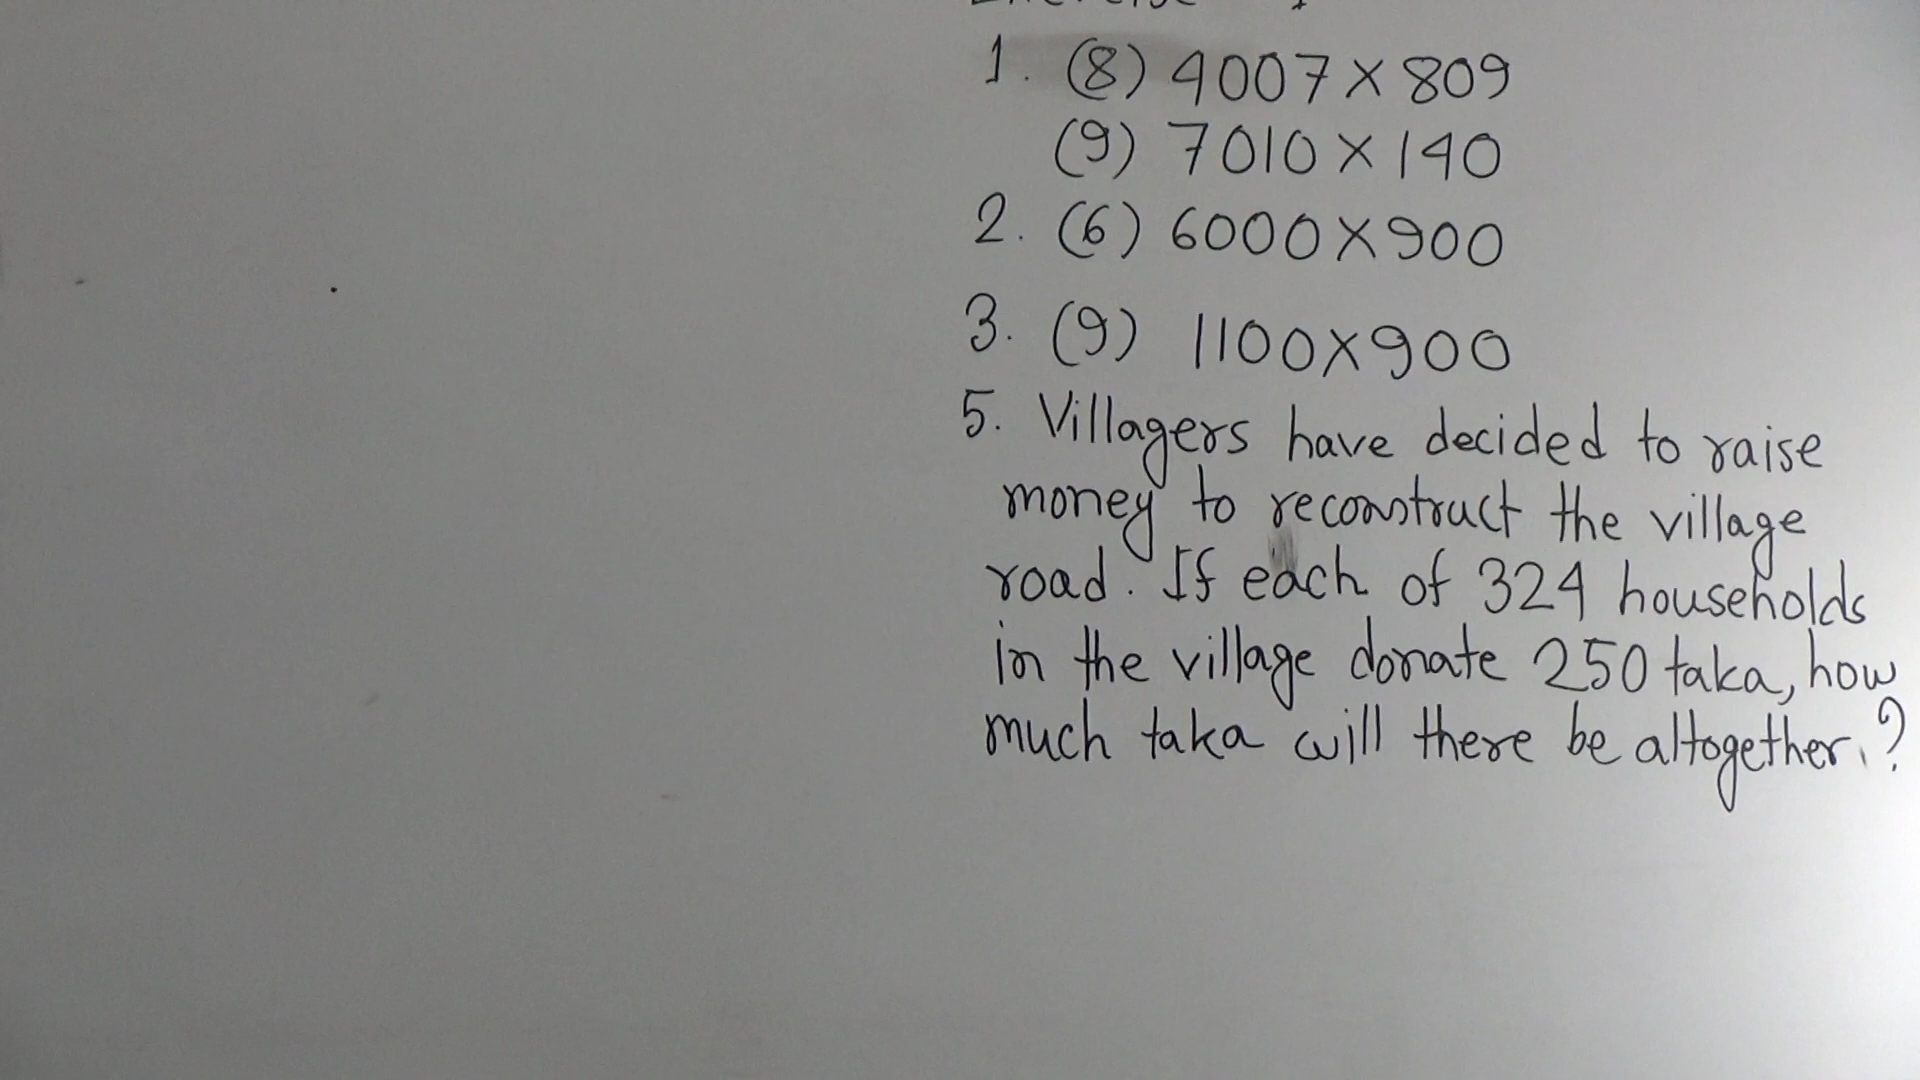 1. (8) 4007 × 809
(9) 7010 × 140
2. (6) 6000 × 900
3. (9) 1100 × 900
5. Villagers have decided to raise
money to reconstruct the village
road. If each of 324 households
in the village donate 250 taka, how
much taka will there be altogether.?